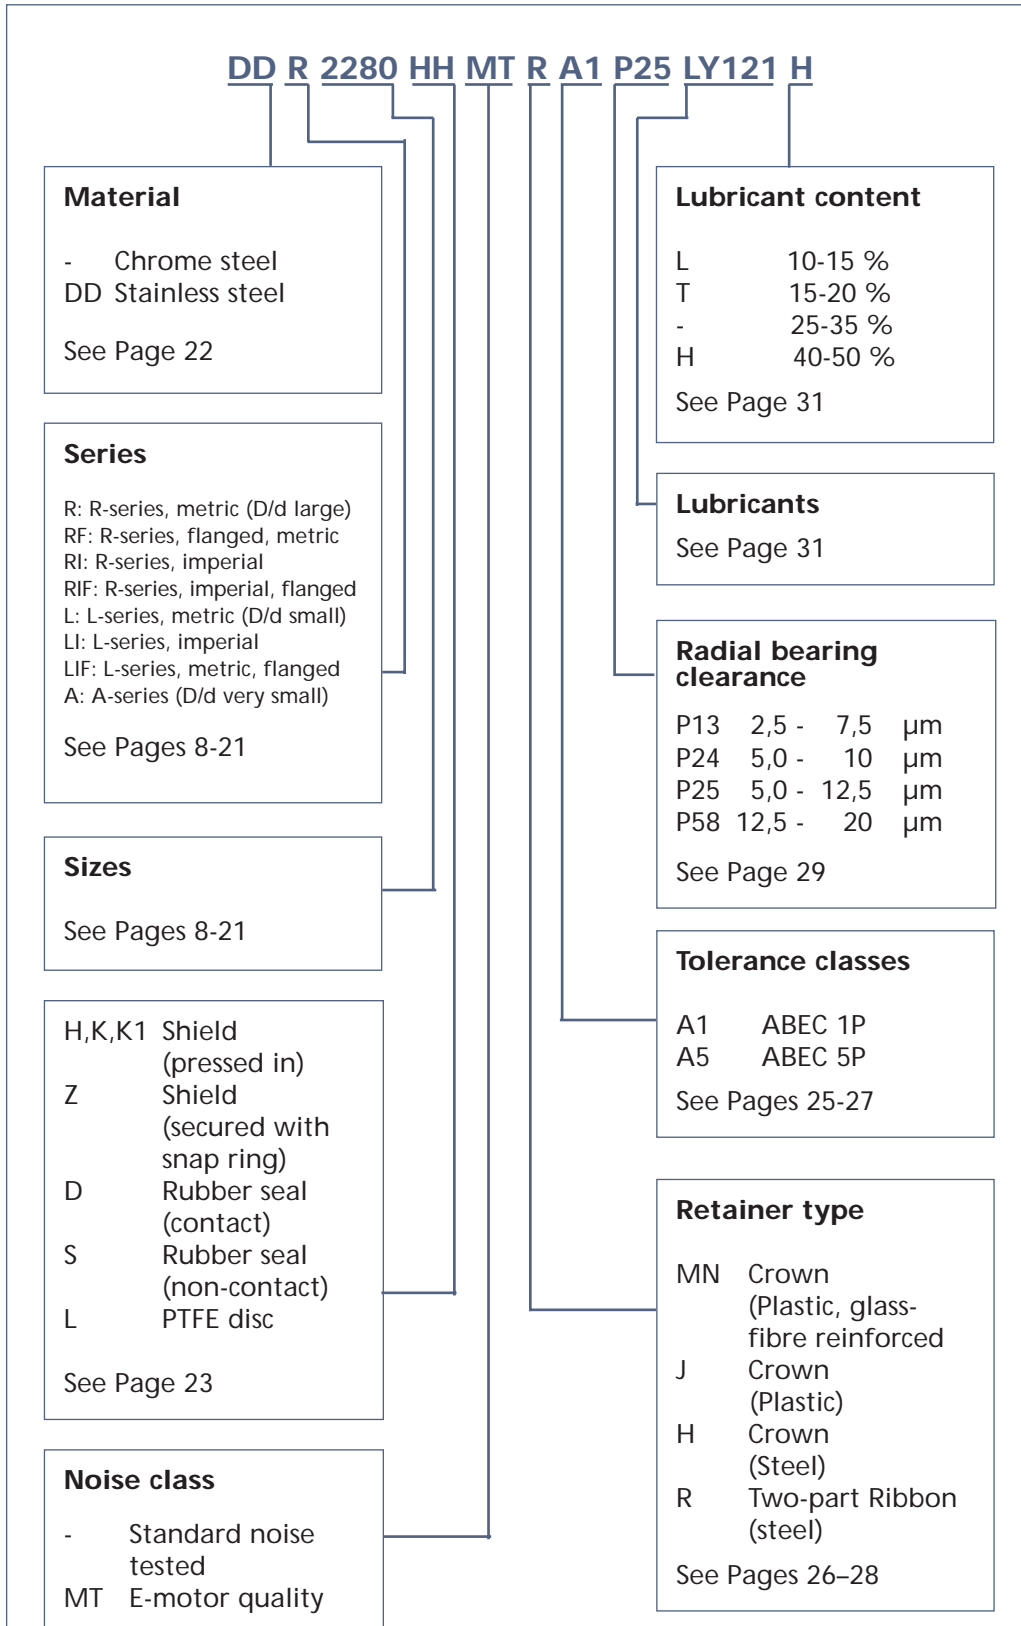 DD R 2280 HH MT R A1 P25 LY121 H
Material
- Chrome steel
DD Stainless steel
See Page 22
Series
R: R-series, metric (D/d large)
RF: R-series, flanged, metric
RI: R-series, imperial
RIF: R-series, imperial, flanged
L: L-series, metric (D/d small)
LI: L-series, imperial
LIF: L-series, metric, flanged
A: A-series (D/d very small)
See Pages 8-21
Sizes
See Pages 8-21
H,K,K1 Shield
(pressed in)
Z Shield
(secured with
snap ring)
D Rubber seal
(contact)
S Rubber seal
(non-contact)
L PTFE disc
See Page 23
Noise class
- Standard noise
tested
MT E-motor quality
Lubricant content
L 10-15 %
T 15-20 %
- 25-35 %
H 40-50 %
See Page 31
Lubricants
See Page 31
Radial bearing
clearance
P13 2,5 - 7,5 µm
P24 5,0 - 10 µm
P25 5,0 - 12,5 µm
P58 12,5 - 20 µm
See Page 29
Tolerance classes
A1 ABEC 1P
A5 ABEC 5P
See Pages 25-27
Retainer type
MN Crown
(Plastic, glass-
fibre reinforced
J Crown
(Plastic)
H Crown
(Steel)
R Two-part Ribbon
(steel)
See Pages 26–28